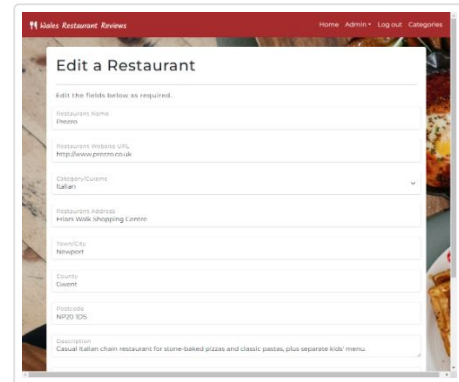 Wales Restaurant Reviews
Home Admin Log out Categories
Edit a Restaurant
Edit the fields below as required.
Restaurant Name
Prezzo
Restaurant Website URL
http://www.prezzo.co.uk
Category/Cuisine
Italian
Restaurant Address
Friars Walk Shopping Centre
Town/City
Newport
County
Gwent
Postcode
NP20 1DS
Description
Casual Italian chain restaurant for stone-baked pizzas and classic pastas, plus separate kids' menu.